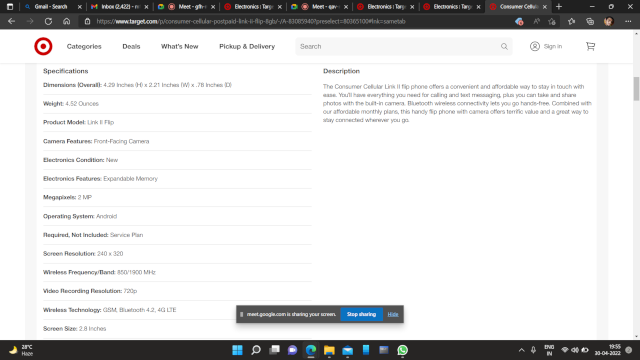 Gmail - Search
Inbox (2,422) - m
Meet - gfh
Electronics : Targ
Meet - qav-
Electronics : Targ
Electronics : Targ
Consumer Cellul
https://www.target.com/p/consumer-cellular-postpaid-link-ii-flip-8gb/-/A-83085940?preselect=80365100#lnk=sametab
Categories
Deals
What's New
Pickup & Delivery
Search
Sign in
Specifications
Dimensions (Overall): 4.29 Inches (H) x 2.21 Inches (W) x .78 Inches (D)
Weight: 4.52 Ounces
Product Model: Link II Flip
Camera Features: Front-Facing Camera
Electronics Condition: New
Electronics Features: Expandable Memory
Megapixels: 2 MP
Operating System: Android
Required, Not Included: Service Plan
Screen Resolution: 240 x 320
Wireless Frequency/Band: 850/1900 MHz
Video Recording Resolution: 720p
Wireless Technology: GSM, Bluetooth 4.2, 4G LTE
Screen Size: 2.8 Inches
Description
The Consumer Cellular Link II flip phone offers a convenient and affordable way to stay in touch with
ease. You'll have everything you need for calling and text messaging, plus you can take and share
photos with the built-in camera. Bluetooth wireless connectivity lets you go hands-free. Combined with
our affordable monthly plans, this handy flip phone with camera offers terrific value and a great way to
stay connected wherever you go.
meet.google.com is sharing your screen.
Stop sharing
Hide
28°C
Haze
ENG
IN
19:55
30-04-2022